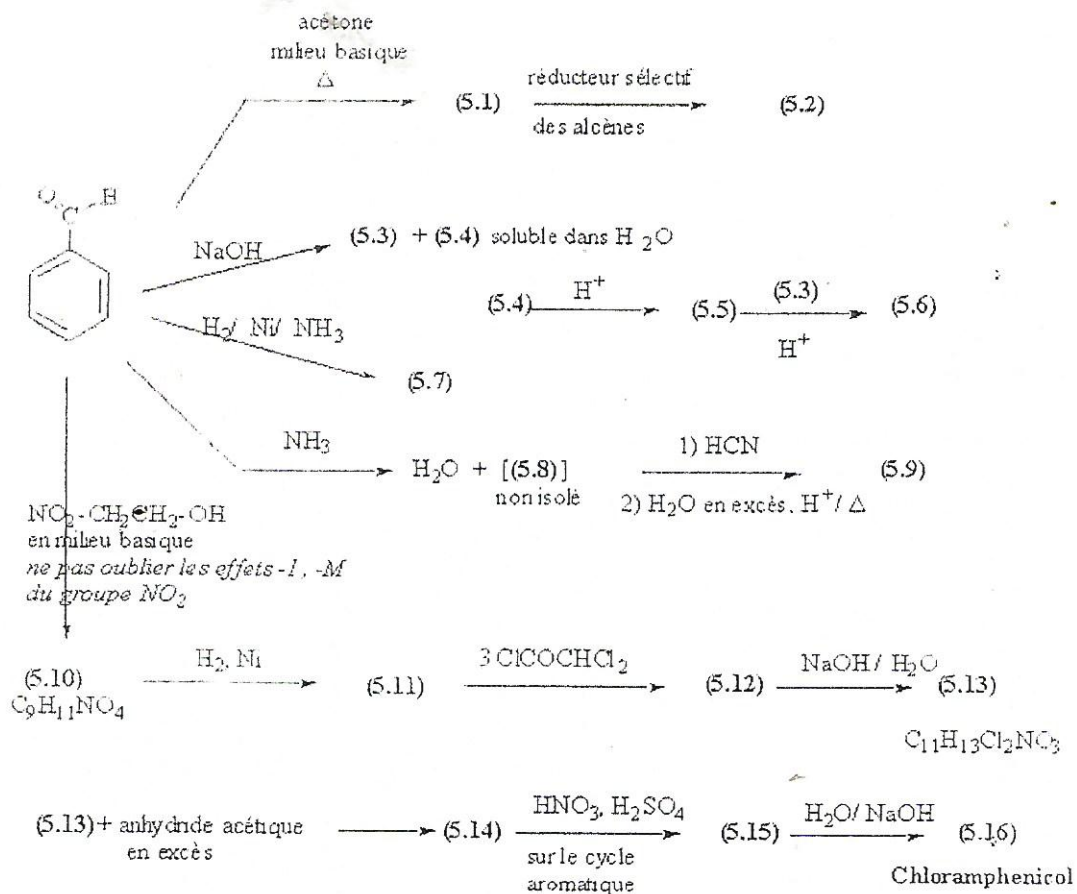 acétone
milieu basique
△
(5.1)
réducteur sélectif
des alcènes
(5.2)
O
C
H
NaOH
(5.3) + (5.4) soluble dans H2O
(5.4)
H+
(5.5)
(5.3)
H+
(5.6)
H2/ Ni/ NH3
(5.7)
NH3
H2O + [(5.8)]
non isolé
1) HCN
2) H2O en excès, H+/ △
(5.9)
NO2-CH2CH2-OH
en milieu basique
ne pas oublier les effets -I, -M
du groupe NO2
(5.10)
C9H11NO4
H2, Ni
(5.11)
3 ClCOCHCl2
(5.12)
NaOH/ H2O
(5.13)
C11H13Cl2NO3
(5.13)+ anhydride acétique
en excès
(5.14)
HNO3, H2SO4
sur le cycle
aromatique
(5.15)
H2O/ NaOH
(5.16)
Chloramphenicol